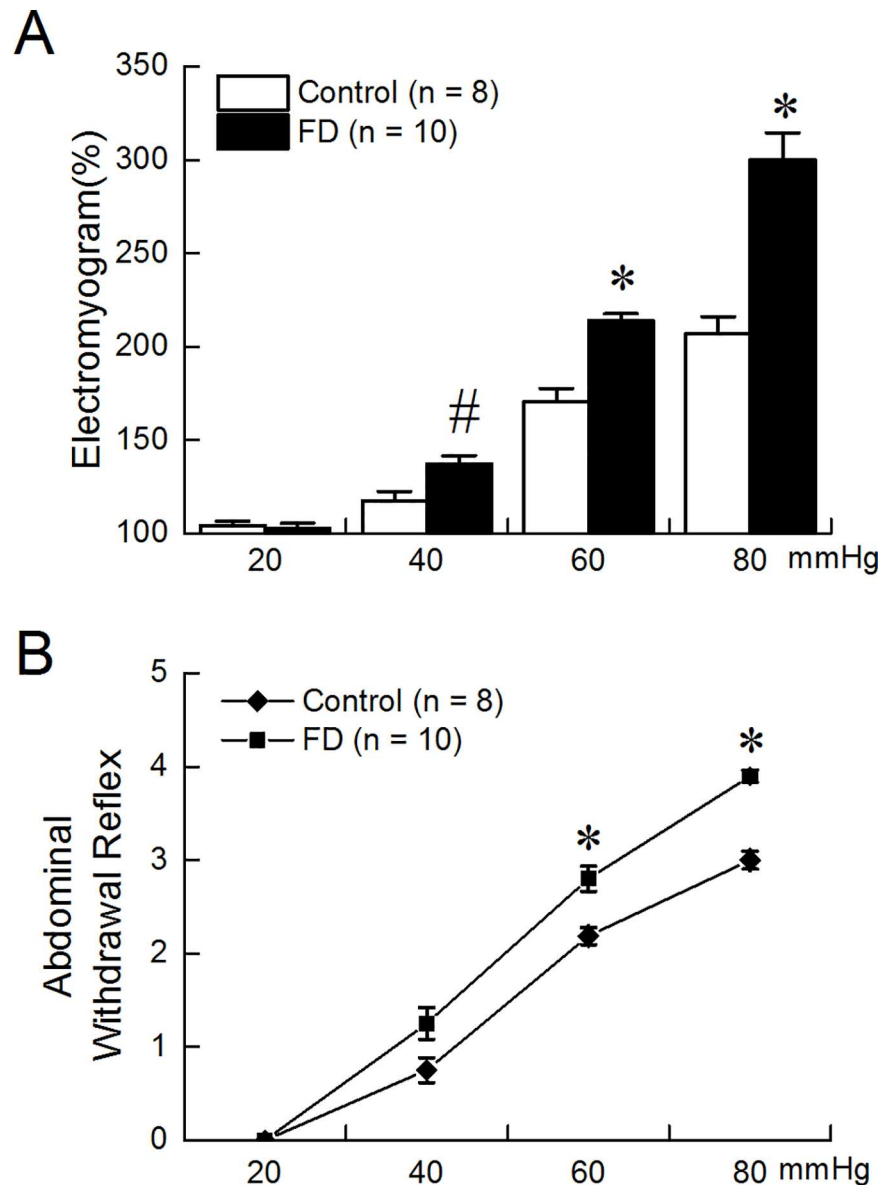 A
350
300
250
200
150
100
Electromyogram(%)
Control (n = 8)
FD (n = 10)
#
*
*
20 40 60 80 mmHg
B
5
4
3
2
1
0
Abdominal
Withdrawal Reflex
Control (n = 8)
FD (n = 10)
*
*
20 40 60 80 mmHg